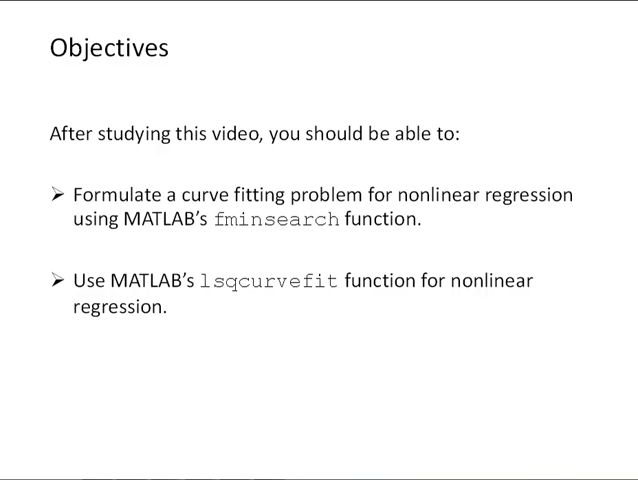 Objectives
After studying this video, you should be able to:
➢ Formulate a curve fitting problem for nonlinear regression
using MATLAB’s fminsearch function.
➢ Use MATLAB’s lsqcurvefit function for nonlinear
regression.